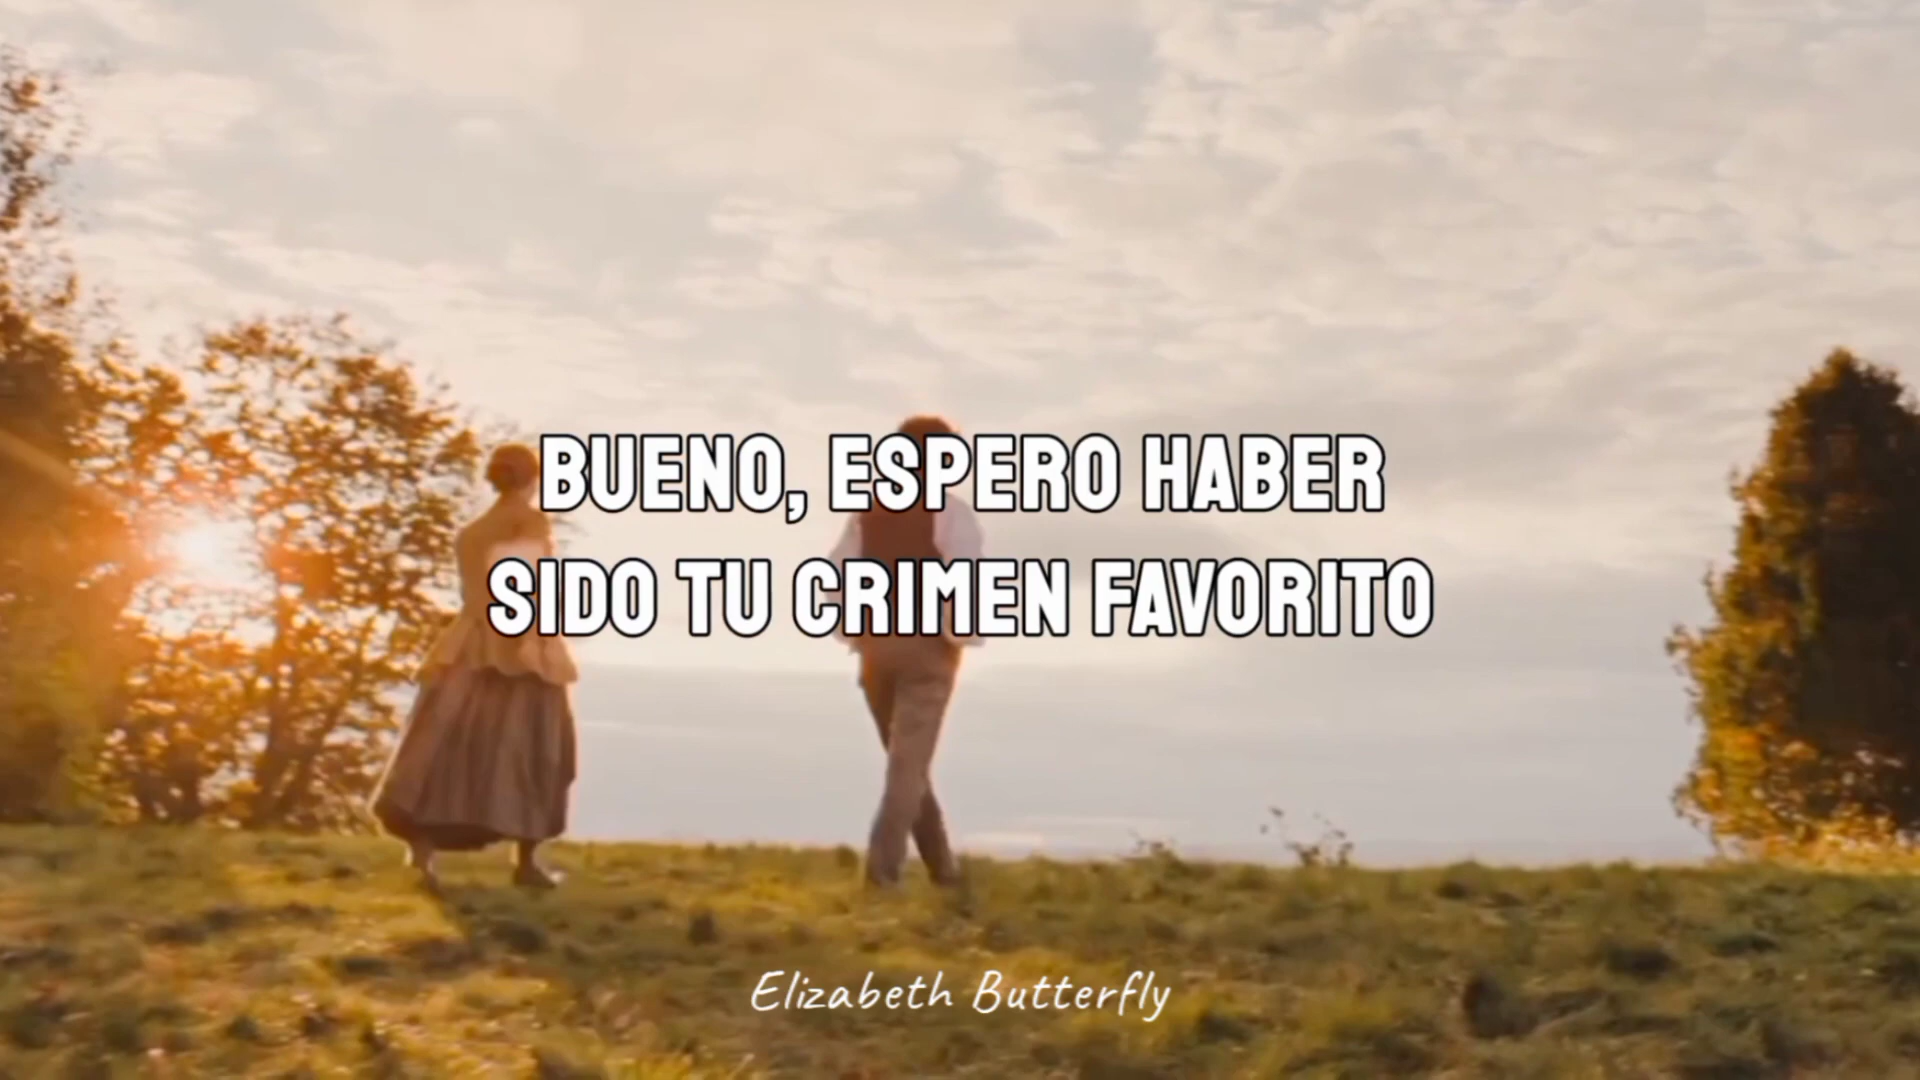 BUENO, ESPERO HABER
SIDO TU CRIMEN FAVORITO
Elizabeth Butterfly